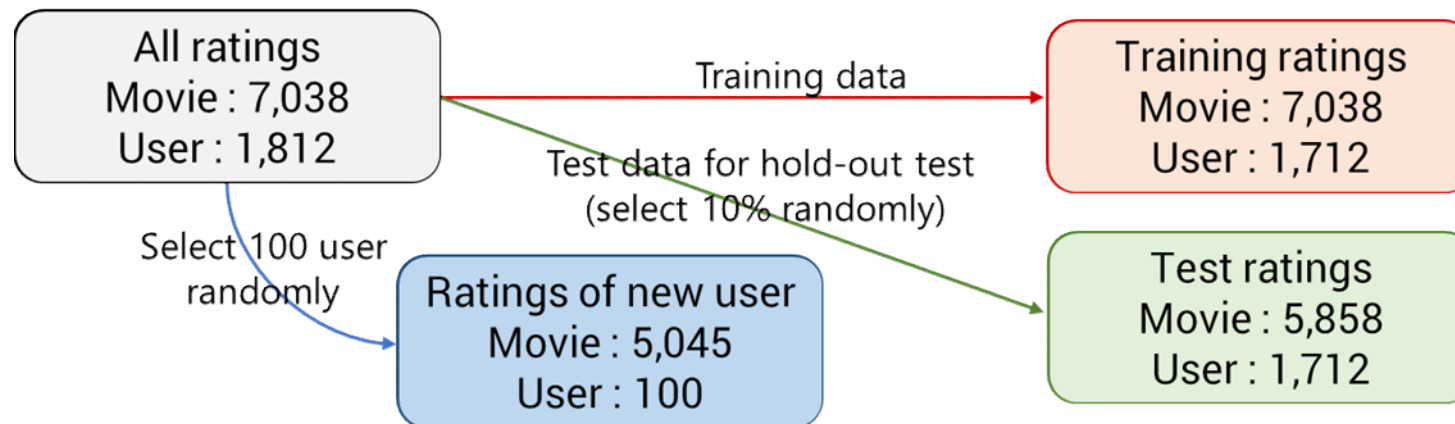 All ratings
Movie : 7,038
User : 1,812
Training data
Training ratings
Movie : 7,038
User : 1,712
Test data for hold-out test
(select 10% randomly)
Select 100 user
randomly
Ratings of new user
Movie : 5,045
User : 100
Test ratings
Movie : 5,858
User : 1,712